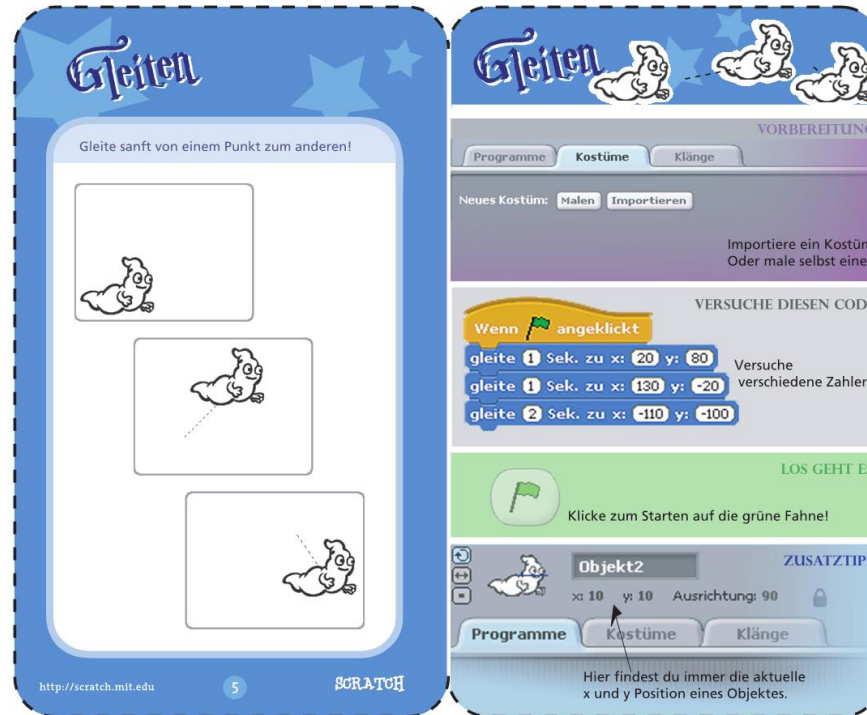 Gleiten
Gleite sanft von einem Punkt zum anderen!
http://scratch.mit.edu
5
SCRATCH
Gleiten
VORBEREITUNG
Programme Kostüme Klänge
Neues Kostüm: Malen Importieren
Importiere ein Kostüm
Oder male selbst eine
VERSUCHE DIESEN COD
Wenn angeklickt
gleite 1 Sek. zu x: 20 y: 80
gleite 1 Sek. zu x: 130 y: -20
gleite 2 Sek. zu x: -110 y: -100
Versuche
verschiedene Zahlen
LOS GEHT E
Klicke zum Starten auf die grüne Fahne!
ZUSATZTIP
Objekt2
x: 10 y: 10 Ausrichtung: 90
Programme Kostüme Klänge
Hier findest du immer die aktuelle
x und y Position eines Objektes.